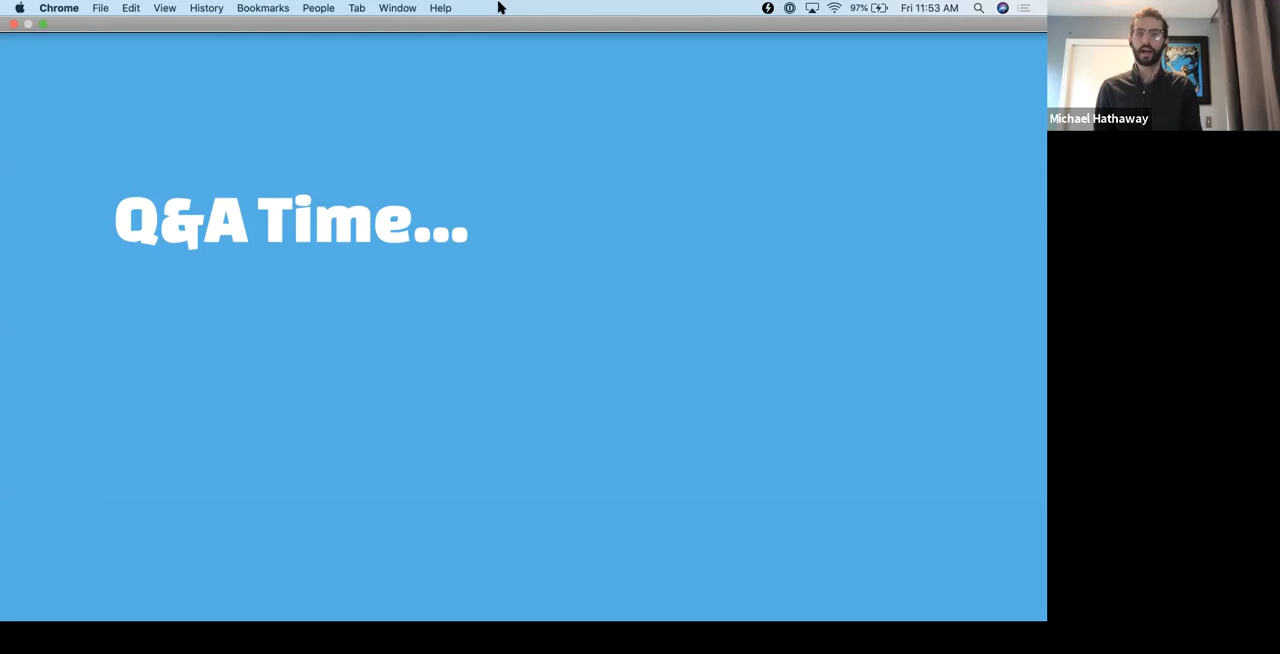 Chrome File Edit View History Bookmarks People Tab Window Help 97% Fri 11:53 AM
Michael Hathaway
Q&A Time...